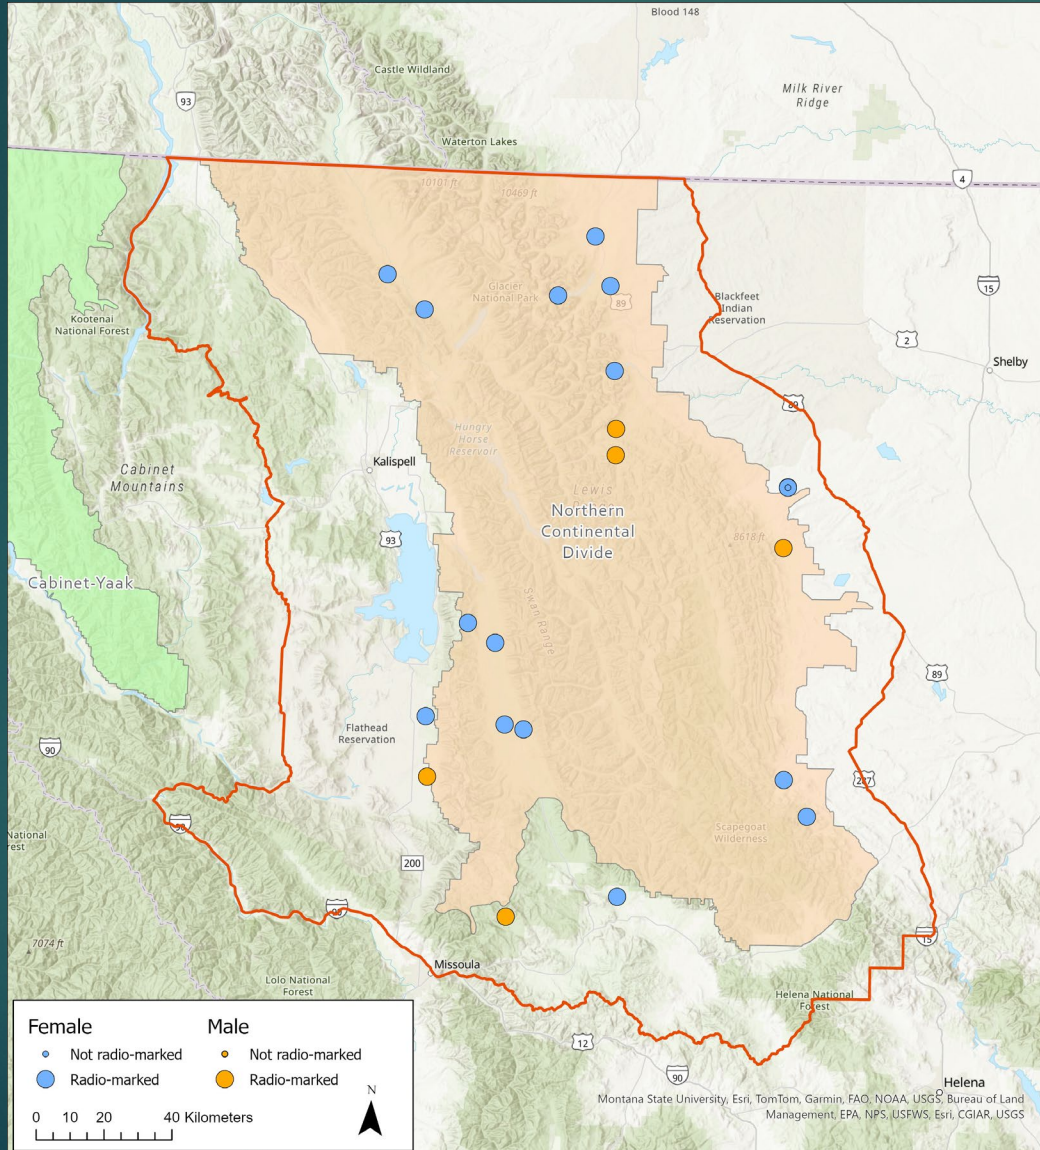 Blood 148
Castle Wildland
Milk River
Ridge
93
Waterton Lakes
4
10101 ft
10469 ft
Glacier
National Park
89
15
Blackfeet
Indian
Reservation
Kootenai
National Forest
2
Shelby
89
Hungry
Horse
Reservoir
Kalispell
Cabinet
Mountains
Lewis
Northern
Continental
Divide
8618 ft
93
Cabinet-Yaak
Swan Range
89
Flathead
Reservation
90
287
90
Scapegoat
Wilderness
National
rest
200
90
15
7074 ft
Missoula
Lolo National
Forest
Helena National
Forest
12
90
Helena
Female
Male
Not radio-marked
Not radio-marked
Radio-marked
Radio-marked
N
0 10 20 40 Kilometers
Montana State University, Esri, TomTom, Garmin, FAO, NOAA, USGS, Bureau of Land
Management, EPA, NPS, USFWS, Esri, CGIAR, USGS